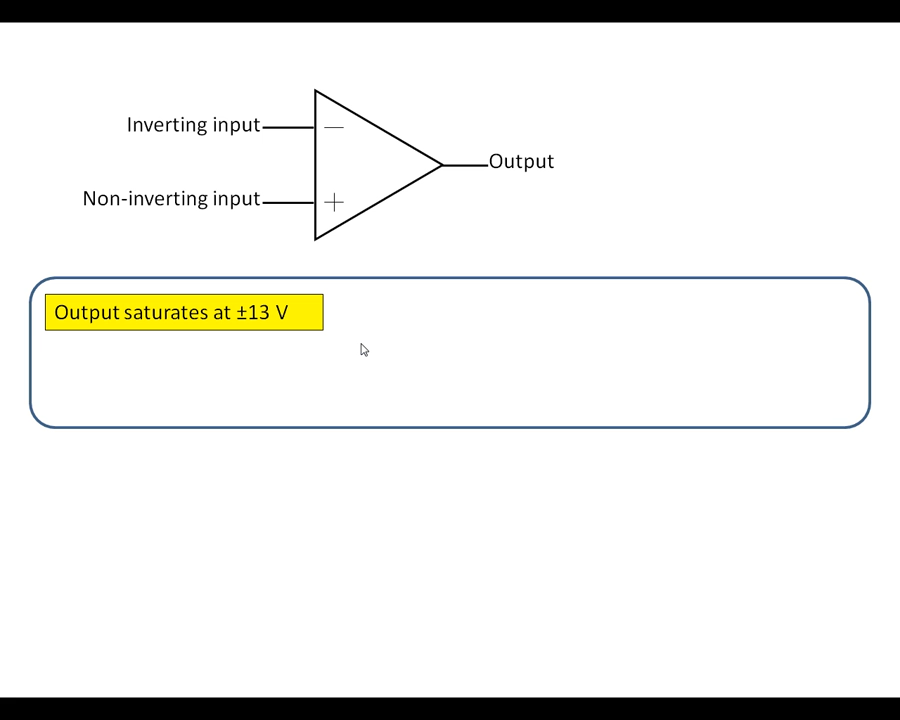 Inverting input
—
Output
Non-inverting input
+
Output saturates at ±13 V